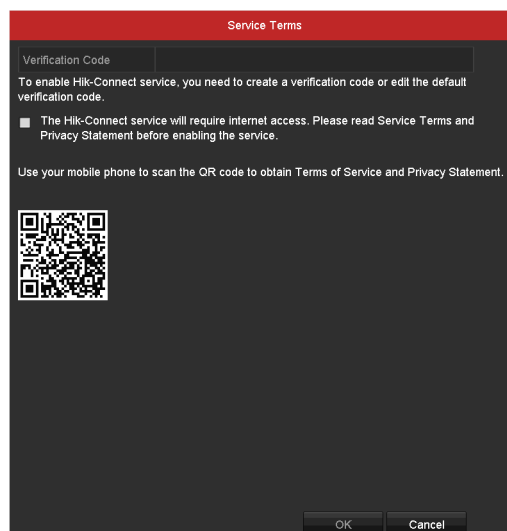 Service Terms
Verification Code
To enable Hik-Connect service, you need to create a verification code or edit the default
verification code.
The Hik-Connect service will require internet access. Please read Service Terms and
Privacy Statement before enabling the service.
Use your mobile phone to scan the QR code to obtain Terms of Service and Privacy Statement.
OK
Cancel